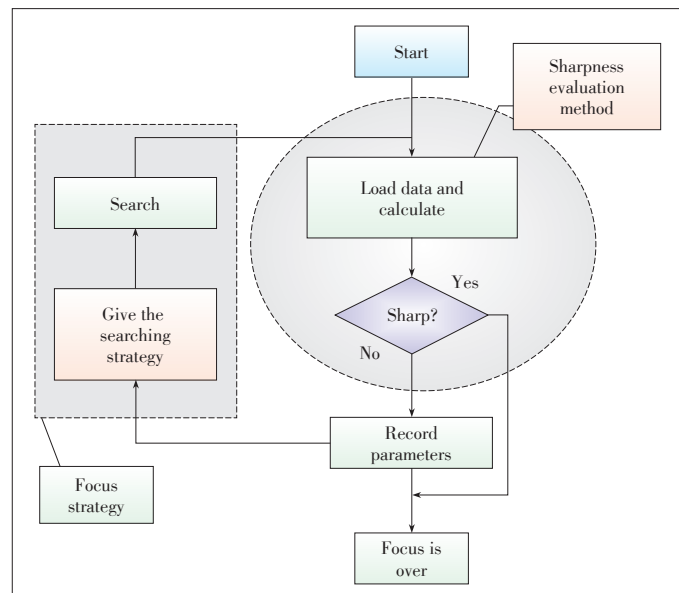 Start
Sharpness
evaluation
method
Search
Load data and
calculate
Yes
Give the
searching
strategy
Sharp?
No
Record
parameters
Focus
strategy
Focus is
over